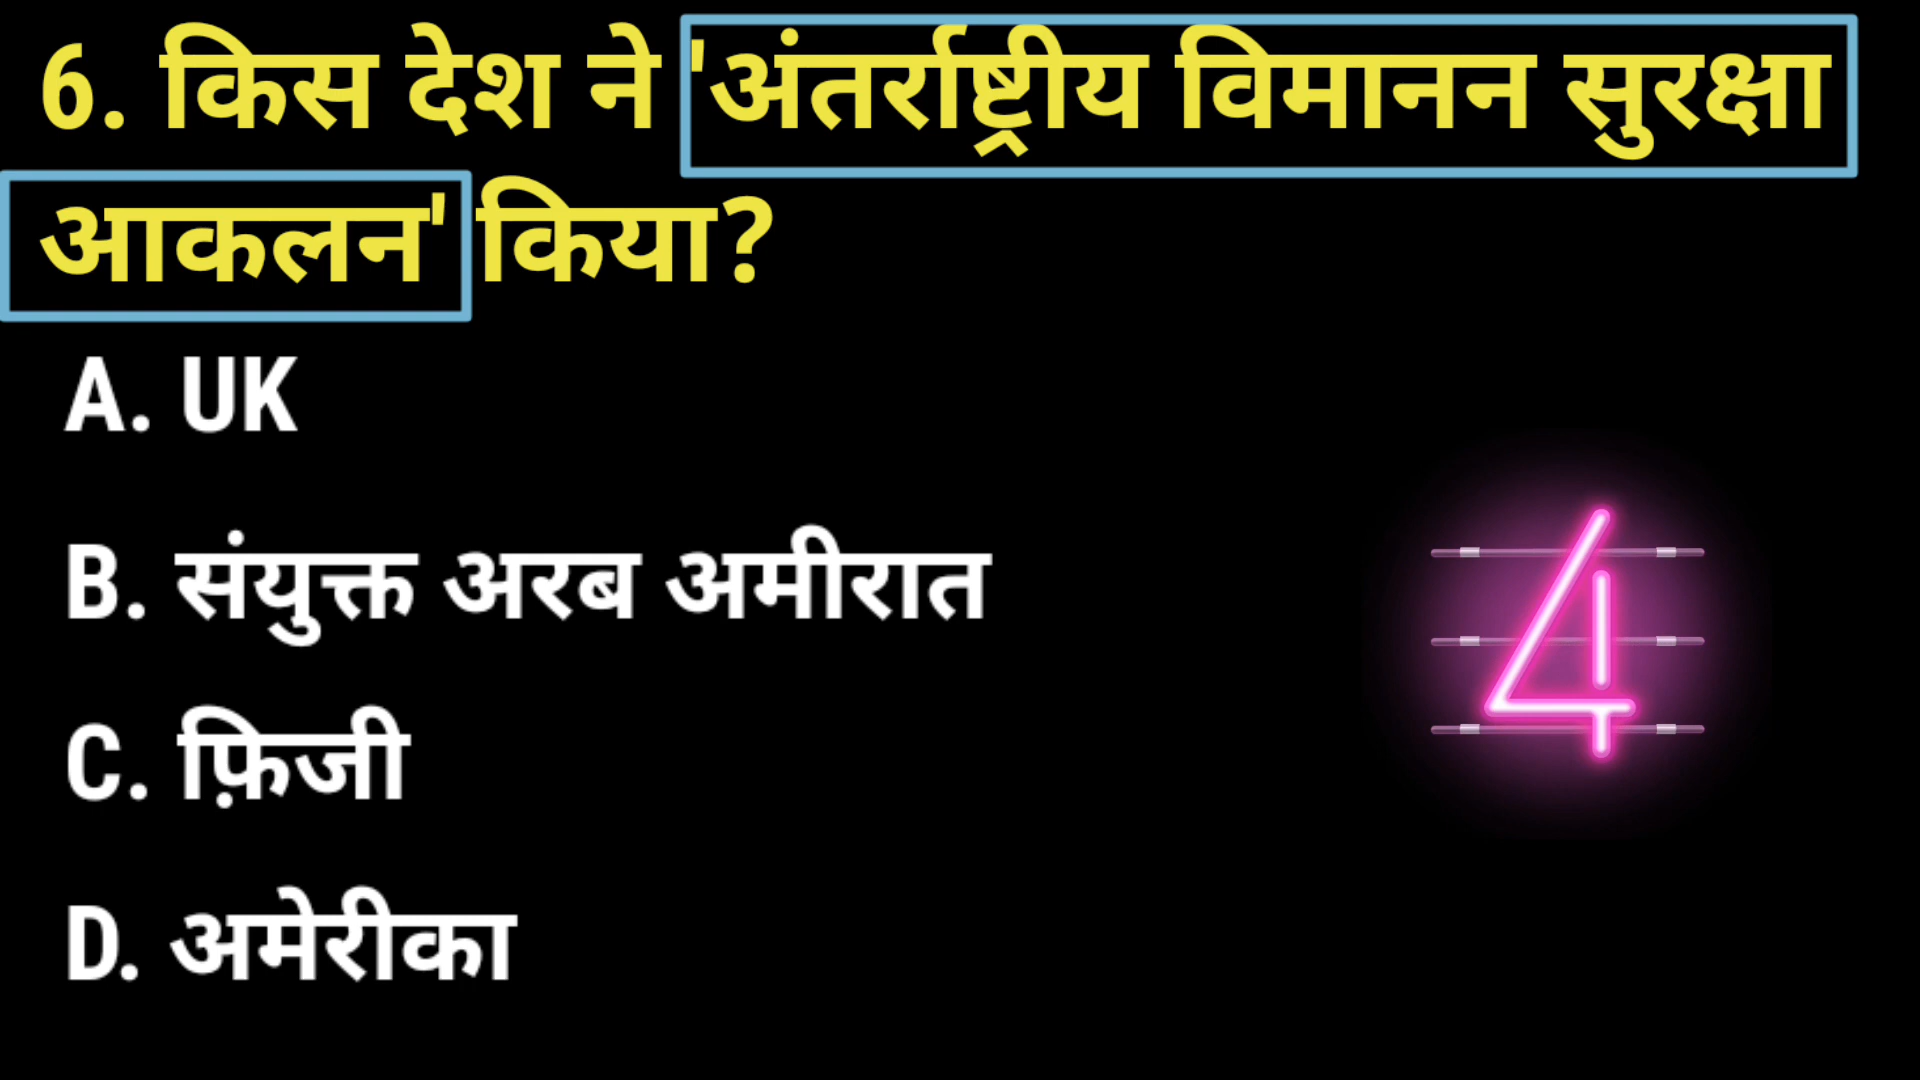 6. किस देश ने 'अंतर्राष्ट्रीय विमानन सुरक्षा
आकलन' किया?
A. UK
B. संयुक्त अरब अमीरात
C. फ़िजी
4
D. अमेरीका